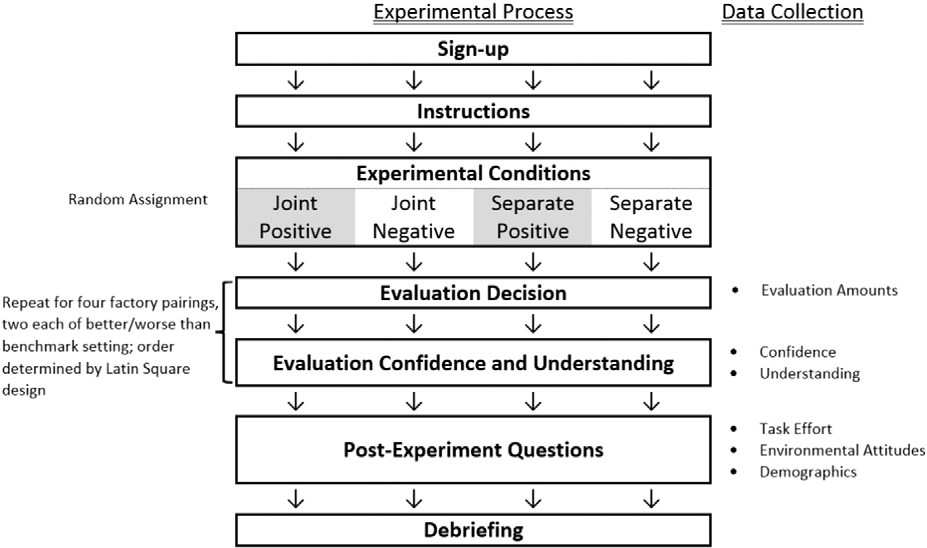 Experimental Process
Data Collection
Sign-up
Instructions
Experimental Conditions
Random Assignment
Joint
Positive
Joint
Negative
Separate
Positive
Separate
Negative
Repeat for four factory pairings,
two each of better/worse than
benchmark setting; order
determined by Latin Square
design
Evaluation Decision
• Evaluation Amounts
Evaluation Confidence and Understanding
• Confidence
• Understanding
Post-Experiment Questions
• Task Effort
• Environmental Attitudes
• Demographics
Debriefing